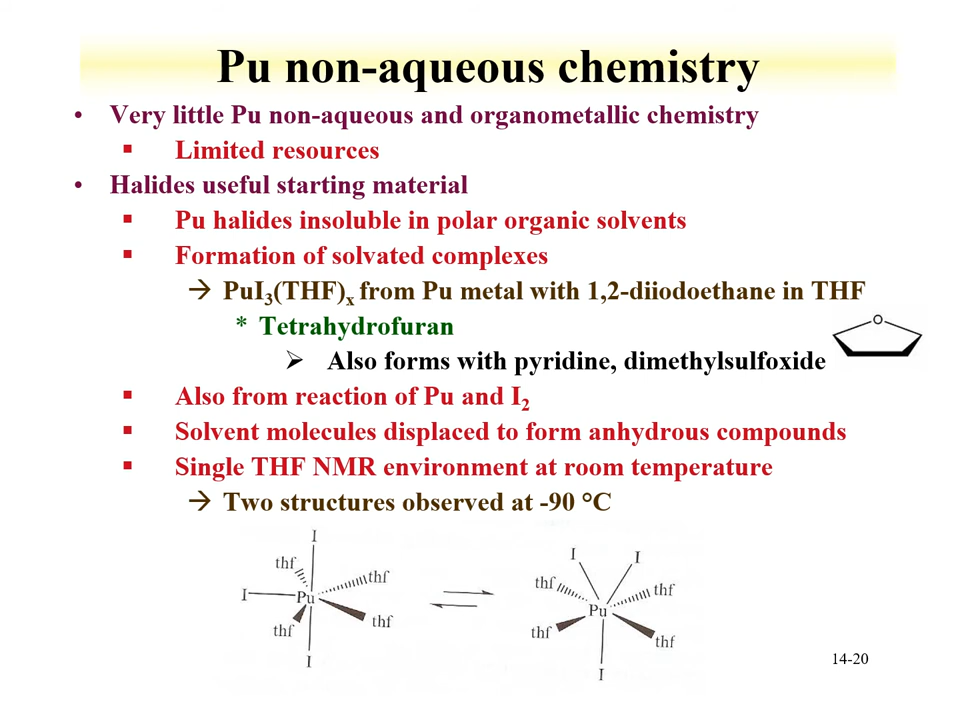 Pu non-aqueous chemistry
• Very little Pu non-aqueous and organometallic chemistry
▪ Limited resources
• Halides useful starting material
▪ Pu halides insoluble in polar organic solvents
▪ Formation of solvated complexes
→ PuI₃(THF)ₓ from Pu metal with 1,2-diiodoethane in THF
* Tetrahydrofuran
➢ Also forms with pyridine, dimethylsulfoxide
O
▪ Also from reaction of Pu and I₂
▪ Solvent molecules displaced to form anhydrous compounds
▪ Single THF NMR environment at room temperature
→ Two structures observed at -90 °C
I
thf
thf
I
Pu
thf
thf
I
I
I
thf
thf
Pu
thf
thf
I
14-20